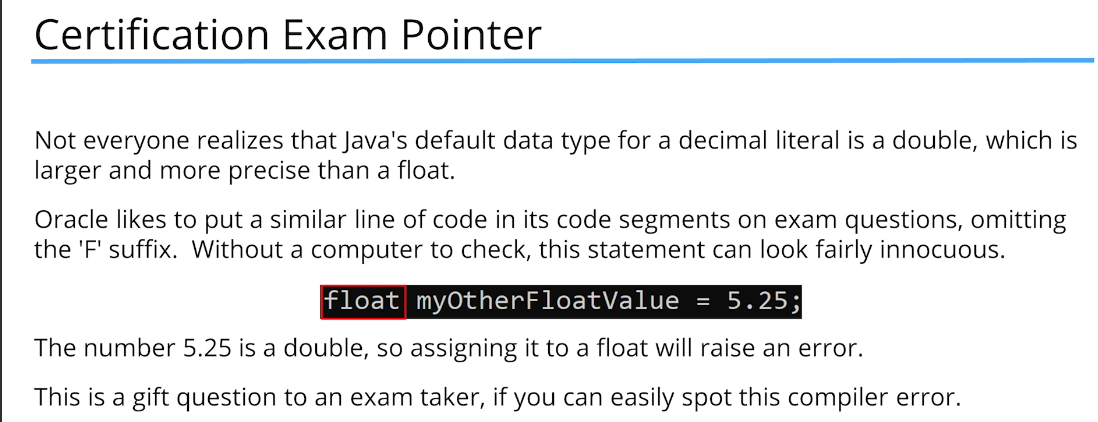 Certification Exam Pointer
Not everyone realizes that Java's default data type for a decimal literal is a double, which is
larger and more precise than a float.
Oracle likes to put a similar line of code in its code segments on exam questions, omitting
the 'F' suffix.  Without a computer to check, this statement can look fairly innocuous.
float myOtherFloatValue = 5.25;
The number 5.25 is a double, so assigning it to a float will raise an error.
This is a gift question to an exam taker, if you can easily spot this compiler error.